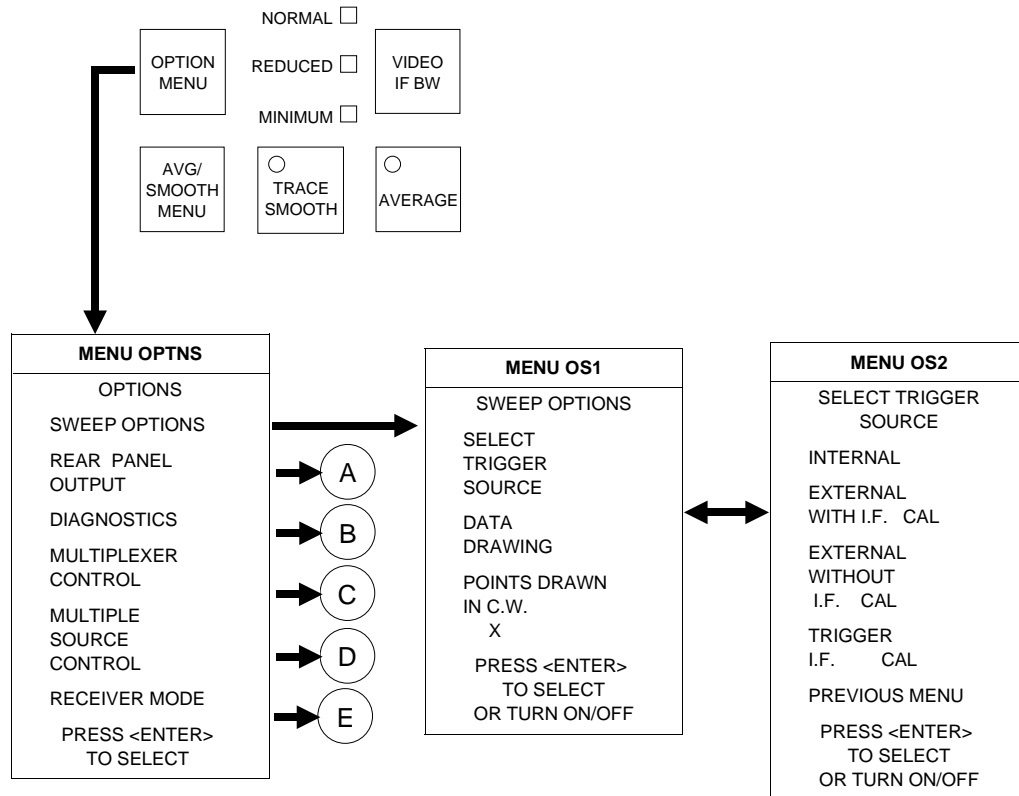 NORMAL
OPTION
MENU
REDUCED
VIDEO
IF BW
MINIMUM
AVG/
SMOOTH
MENU
TRACE
SMOOTH
AVERAGE
MENU OPTNS
OPTIONS
SWEEP OPTIONS
REAR PANEL
OUTPUT
DIAGNOSTICS
MULTIPLEXER
CONTROL
MULTIPLE
SOURCE
CONTROL
RECEIVER MODE
PRESS <ENTER>
TO SELECT
A
B
C
D
E
MENU OS1
SWEEP OPTIONS
SELECT
TRIGGER
SOURCE
DATA
DRAWING
POINTS DRAWN
IN C.W.
X
PRESS <ENTER>
TO SELECT
OR TURN ON/OFF
MENU OS2
SELECT TRIGGER
SOURCE
INTERNAL
EXTERNAL
WITH I.F. CAL
EXTERNAL
WITHOUT
I.F. CAL
TRIGGER
I.F. CAL
PREVIOUS MENU
PRESS <ENTER>
TO SELECT
OR TURN ON/OFF